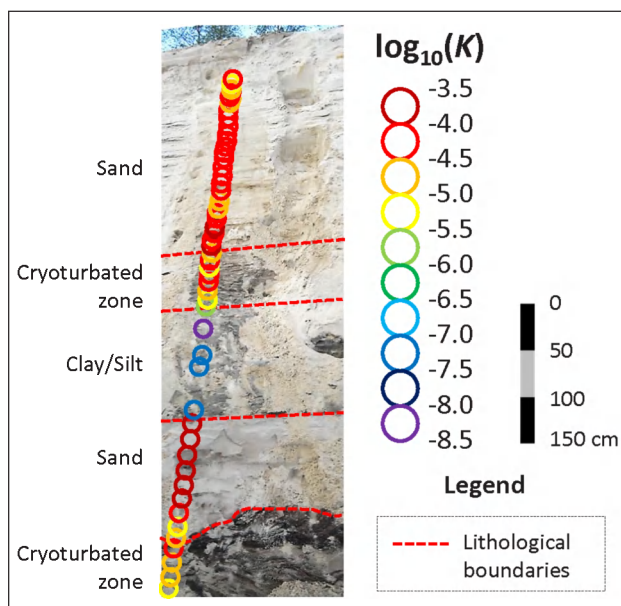 Sand
Cryoturbated
zone
Clay/Silt
Sand
Cryoturbated
zone
log₁₀(K)
-3.5
-4.0
-4.5
-5.0
-5.5
-6.0
-6.5
-7.0
-7.5
-8.0
-8.5
0
50
100
150 cm
Legend
Lithological
boundaries